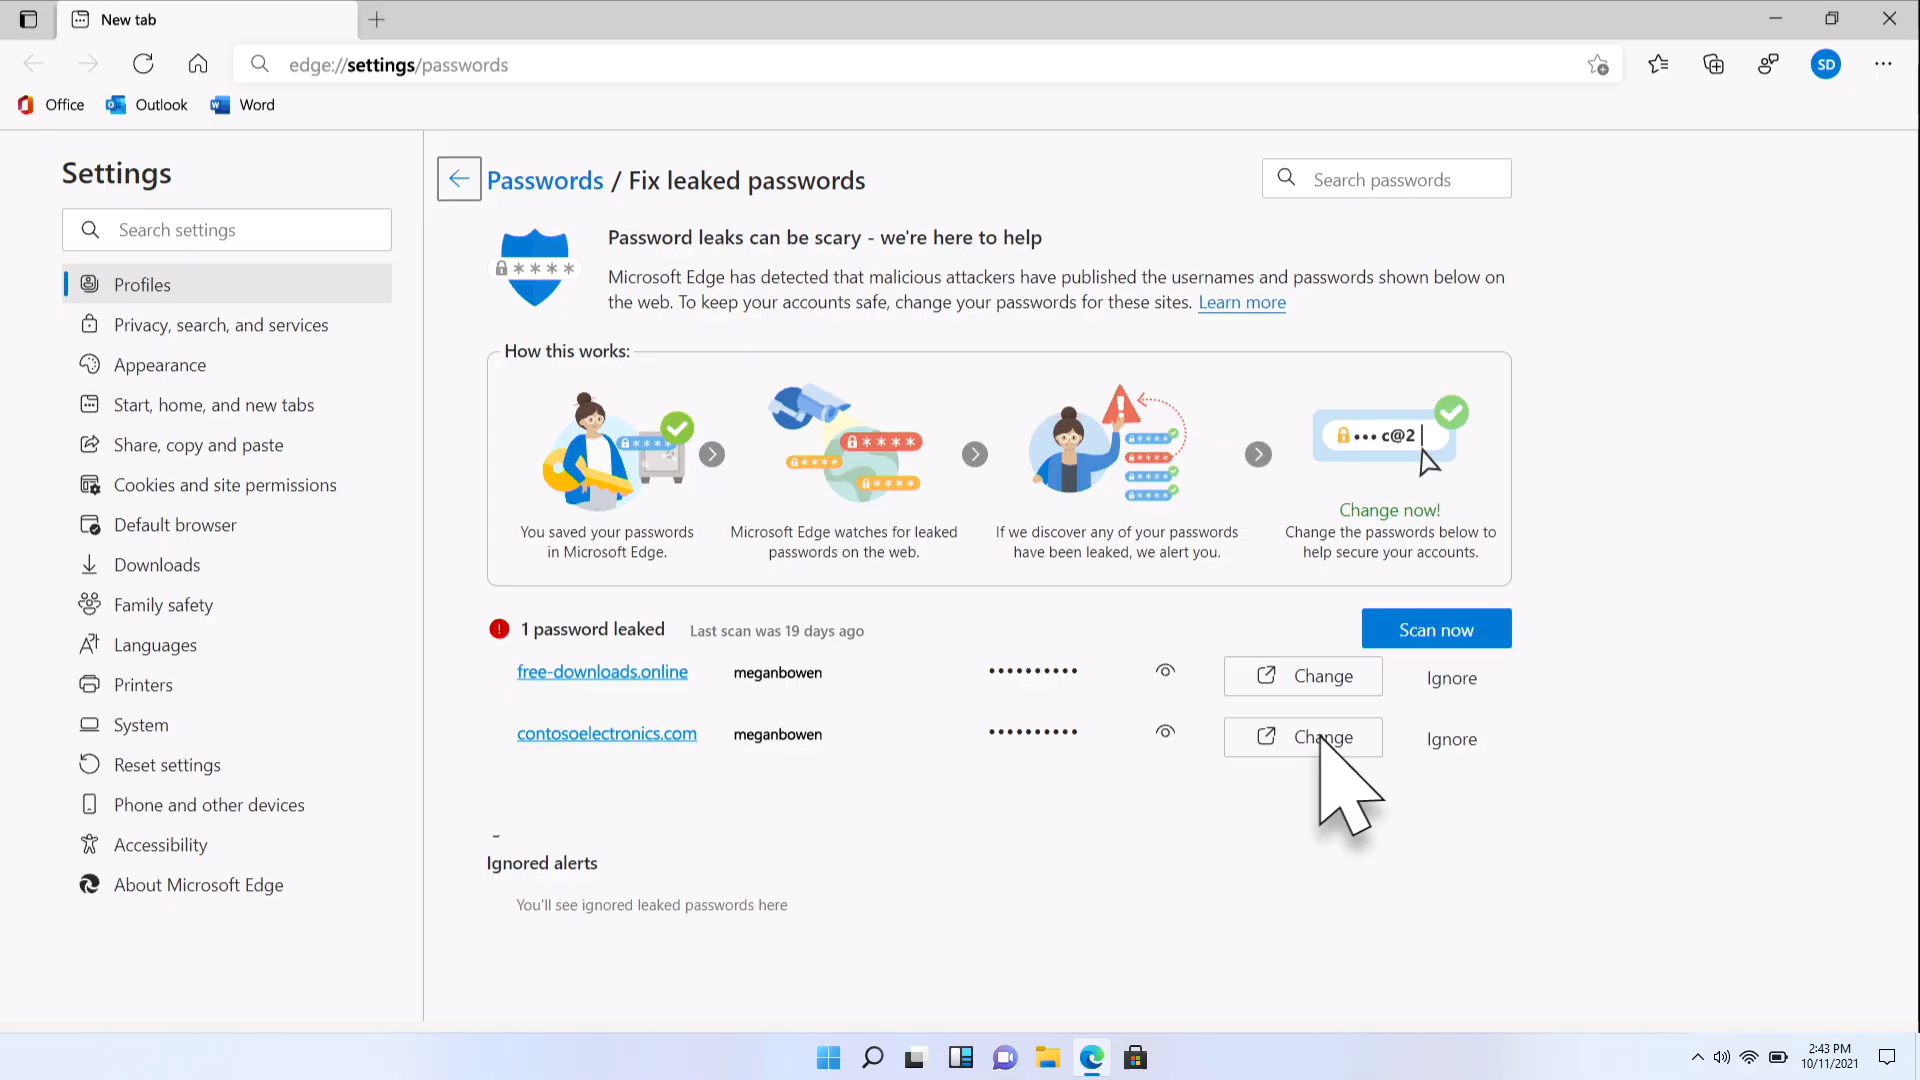 New tab
edge://settings/passwords
SD
Office
Outlook
Word
Settings
Search settings
Profiles
Privacy, search, and services
Appearance
Start, home, and new tabs
Share, copy and paste
Cookies and site permissions
Default browser
Downloads
Family safety
Languages
Printers
System
Reset settings
Phone and other devices
Accessibility
About Microsoft Edge
Passwords / Fix leaked passwords
Search passwords
Password leaks can be scary - we're here to help
Microsoft Edge has detected that malicious attackers have published the usernames and passwords shown below on
the web. To keep your accounts safe, change your passwords for these sites. Learn more
How this works:
••• c@2
You saved your passwords
in Microsoft Edge.
Microsoft Edge watches for leaked
passwords on the web.
If we discover any of your passwords
have been leaked, we alert you.
Change now!
Change the passwords below to
help secure your accounts.
1 password leaked
Last scan was 19 days ago
Scan now
free-downloads.online
meganbowen
••••••••••
Change
Ignore
contosoelectronics.com
meganbowen
••••••••••
Change
Ignore
Ignored alerts
You'll see ignored leaked passwords here
2:43 PM
10/11/2021